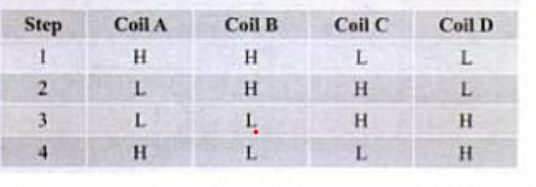 Step Coil A Coil B Coil C Coil D
1 H H L L
2 L H H L
3 L L H H
4 H L L H